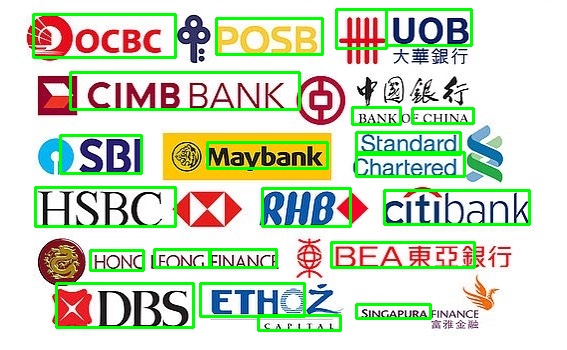 OCBC POSB UOB
大華銀行
CIMB BANK 中國銀行
BANK OF CHINA
SBI Maybank Standard
Chartered
HSBC RHB citibank
HONG LEONG FINANCE BEA東亞銀行
DBS ETHOZ
CAPITAL
SINGAPURA FINANCE
富雅金融